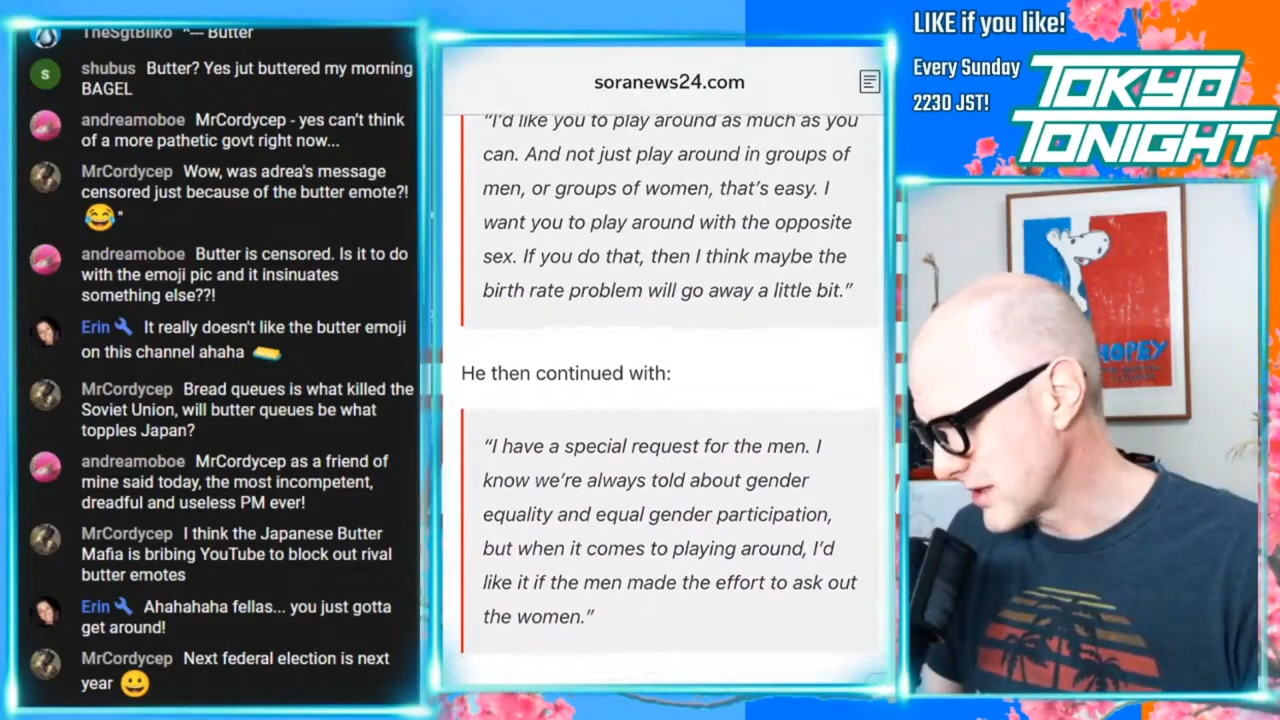 TheSgtBilko ^— Butter
S
shubus Butter? Yes jut buttered my morning
BAGEL
andreamoboe MrCordycep - yes can't think
of a more pathetic govt right now...
MrCordycep Wow, was adrea's message
censored just because of the butter emote?!
😂"
andreamoboe Butter is censored. Is it to do
with the emoji pic and it insinuates
something else??!
Erin It really doesn't like the butter emoji
on this channel ahaha 🧈
MrCordycep Bread queues is what killed the
Soviet Union, will butter queues be what
topples Japan?
andreamoboe MrCordycep as a friend of
mine said today, the most incompetent,
dreadful and useless PM ever!
MrCordycep I think the Japanese Butter
Mafia is bribing YouTube to block out rival
butter emotes
Erin Ahahahaha fellas... you just gotta
get around!
MrCordycep Next federal election is next
year 😀
soranews24.com
“I’d like you to play around as much as you
can. And not just play around in groups of
men, or groups of women, that’s easy. I
want you to play around with the opposite
sex. If you do that, then I think maybe the
birth rate problem will go away a little bit.”
He then continued with:
“I have a special request for the men. I
know we’re always told about gender
equality and equal gender participation,
but when it comes to playing around, I’d
like it if the men made the effort to ask out
the women.”
LIKE if you like!
Every Sunday
2230 JST!
TOKYO
TONIGHT
HOPEY